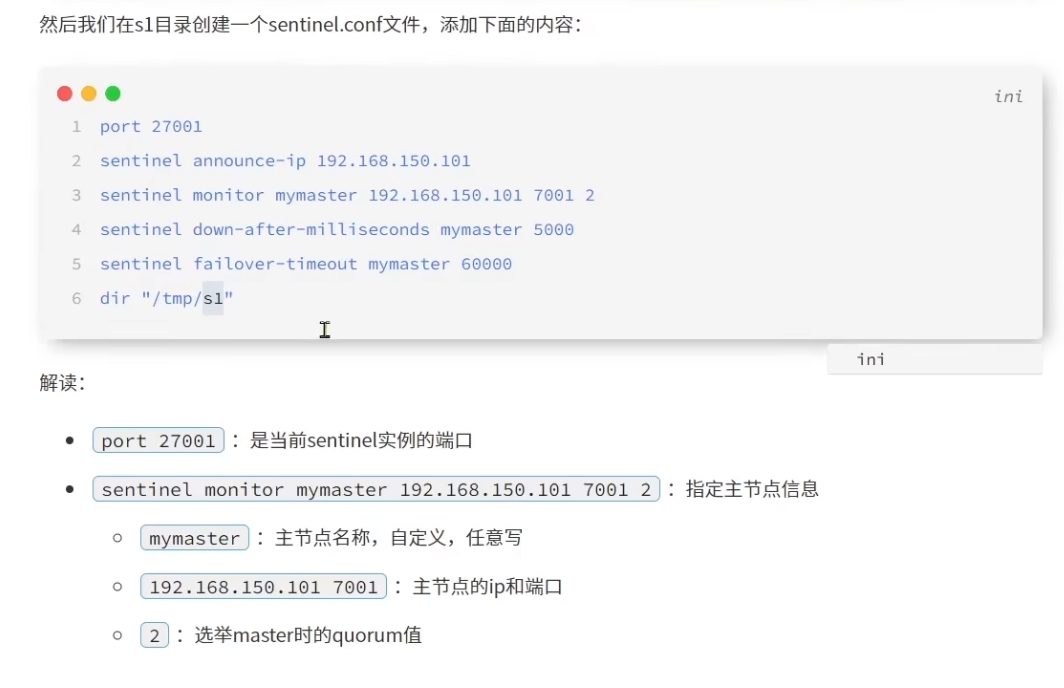 然后我们在s1目录创建一个sentinel.conf文件，添加下面的内容：
ini
1 port 27001
2 sentinel announce-ip 192.168.150.101
3 sentinel monitor mymaster 192.168.150.101 7001 2
4 sentinel down-after-milliseconds mymaster 5000
5 sentinel failover-timeout mymaster 60000
6 dir "/tmp/s1"
ini
解读：
• port 27001 ：是当前sentinel实例的端口
• sentinel monitor mymaster 192.168.150.101 7001 2 ：指定主节点信息
○ mymaster ：主节点名称，自定义，任意写
○ 192.168.150.101 7001 ：主节点的ip和端口
○ 2 ：选举master时的quorum值